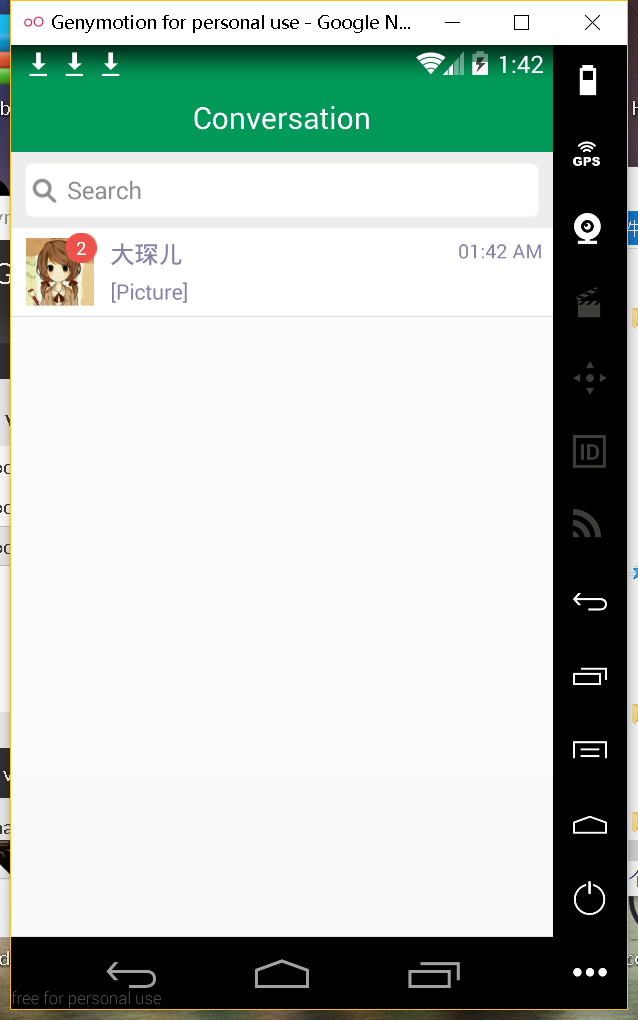 Genymotion for personal use - Google N...
1:42
Conversation
Search
2
大琛儿
01:42 AM
[Picture]
GPS
ID
free for personal use